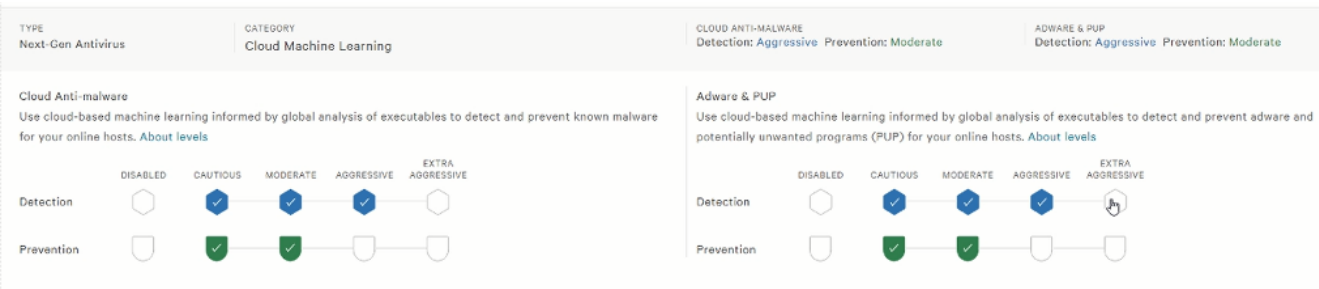 TYPE
Next-Gen Antivirus
CATEGORY
Cloud Machine Learning
CLOUD ANTI-MALWARE
Detection: Aggressive Prevention: Moderate
ADWARE & PUP
Detection: Aggressive Prevention: Moderate
Cloud Anti-malware
Use cloud-based machine learning informed by global analysis of executables to detect and prevent known malware
for your online hosts. About levels
DISABLED CAUTIOUS MODERATE AGGRESSIVE EXTRA
AGGRESSIVE
Detection
Prevention
Adware & PUP
Use cloud-based machine learning informed by global analysis of executables to detect and prevent adware and
potentially unwanted programs (PUP) for your online hosts. About levels
DISABLED CAUTIOUS MODERATE AGGRESSIVE EXTRA
AGGRESSIVE
Detection
Prevention